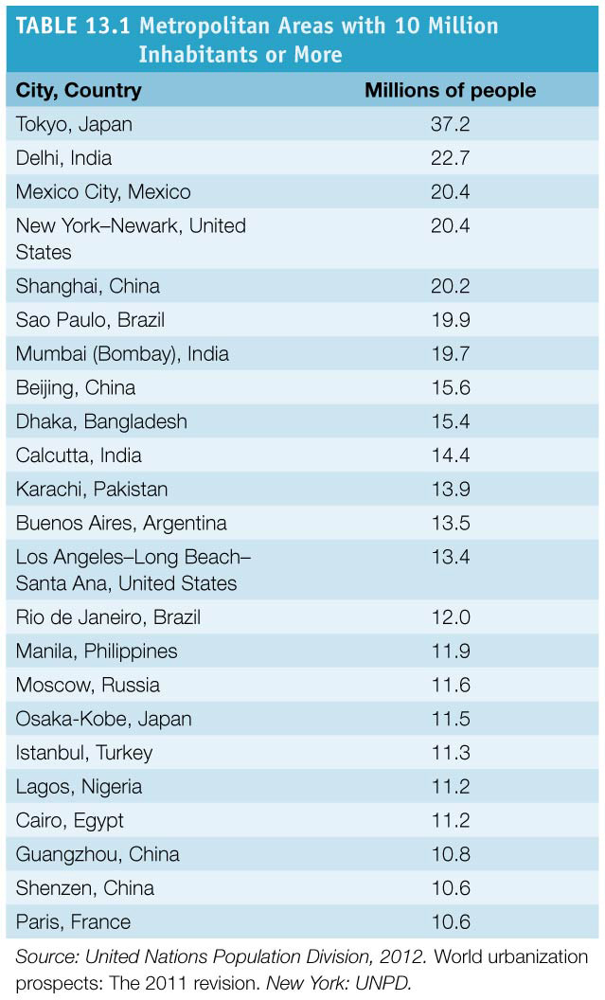 TABLE 13.1 Metropolitan Areas with 10 Million
Inhabitants or More
City, Country Millions of people
Tokyo, Japan 37.2
Delhi, India 22.7
Mexico City, Mexico 20.4
New York–Newark, United 20.4
States
Shanghai, China 20.2
Sao Paulo, Brazil 19.9
Mumbai (Bombay), India 19.7
Beijing, China 15.6
Dhaka, Bangladesh 15.4
Calcutta, India 14.4
Karachi, Pakistan 13.9
Buenos Aires, Argentina 13.5
Los Angeles–Long Beach– 13.4
Santa Ana, United States
Rio de Janeiro, Brazil 12.0
Manila, Philippines 11.9
Moscow, Russia 11.6
Osaka-Kobe, Japan 11.5
Istanbul, Turkey 11.3
Lagos, Nigeria 11.2
Cairo, Egypt 11.2
Guangzhou, China 10.8
Shenzen, China 10.6
Paris, France 10.6
Source: United Nations Population Division, 2012. World urbanization
prospects: The 2011 revision. New York: UNPD.